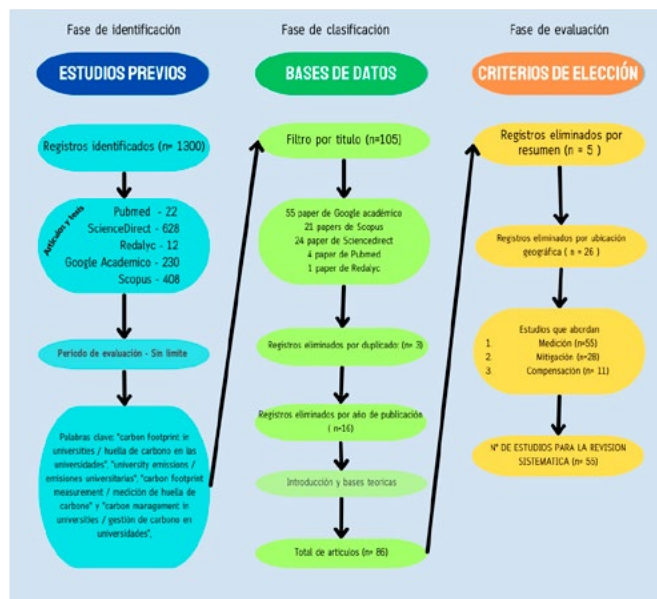 Fase de identificación
ESTUDIOS PREVIOS
Registros identificados (n= 1300)
Artículos y tesis
Pubmed - 22
ScienceDirect - 628
Redalyc - 12
Google Academico - 230
Scopus - 408
Periodo de evaluación - Sin limite
Palabras clave: "carbon footprint in
universities / huella de carbono en las
universidades", "university emissions /
emisiones universitarias", "carbon footprint
measurement / medición de huella de
carbono" y "carbon managament in
universities / gestión de carbono en
universidades".
Fase de clasificación
BASES DE DATOS
Filtro por titulo (n=105)
55 paper de Google académico
21 papers de Scopus
24 paper de Sciencedirect
4 paper de Pubmed
1 paper de Redalyc
Registros eliminados por duplicado: (n= 3)
Registros eliminados por año de publicación
( n=16)
Introducción y bases teoricas
Total de artículos (n= 86)
Fase de evaluación
CRITERIOS DE ELECCIÓN
Registros eliminados por
resumen (n = 5 )
Registros eliminados por ubicación
geográfica ( n = 26 )
Estudios que abordan
1. Medición (n=55)
2. Mitigación (n=28)
3. Compensación (n= 11)
N° DE ESTUDIOS PARA LA REVISION
SISTEMATICA (n= 55)